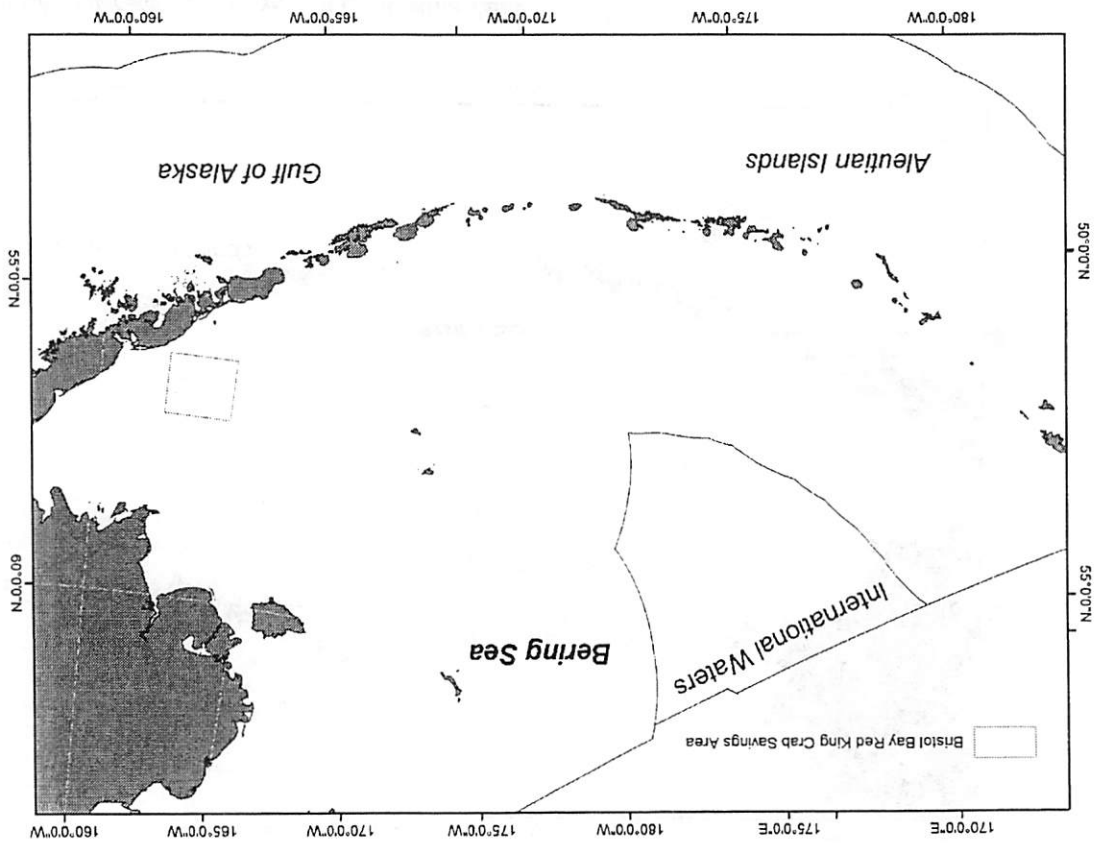 170°0'0"E 175°0'0"E 180°0'0"W 175°0'0"W 170°0'0"W 165°0'0"W 160°0'0"W
Bristol Bay Red King Crab Savings Area
International Waters
Bering Sea
55°0'0"N
60°0'0"N
50°0'0"N
55°0'0"N
Aleutian Islands
Gulf of Alaska
180°0'0"W 175°0'0"W 170°0'0"W 165°0'0"W 160°0'0"W